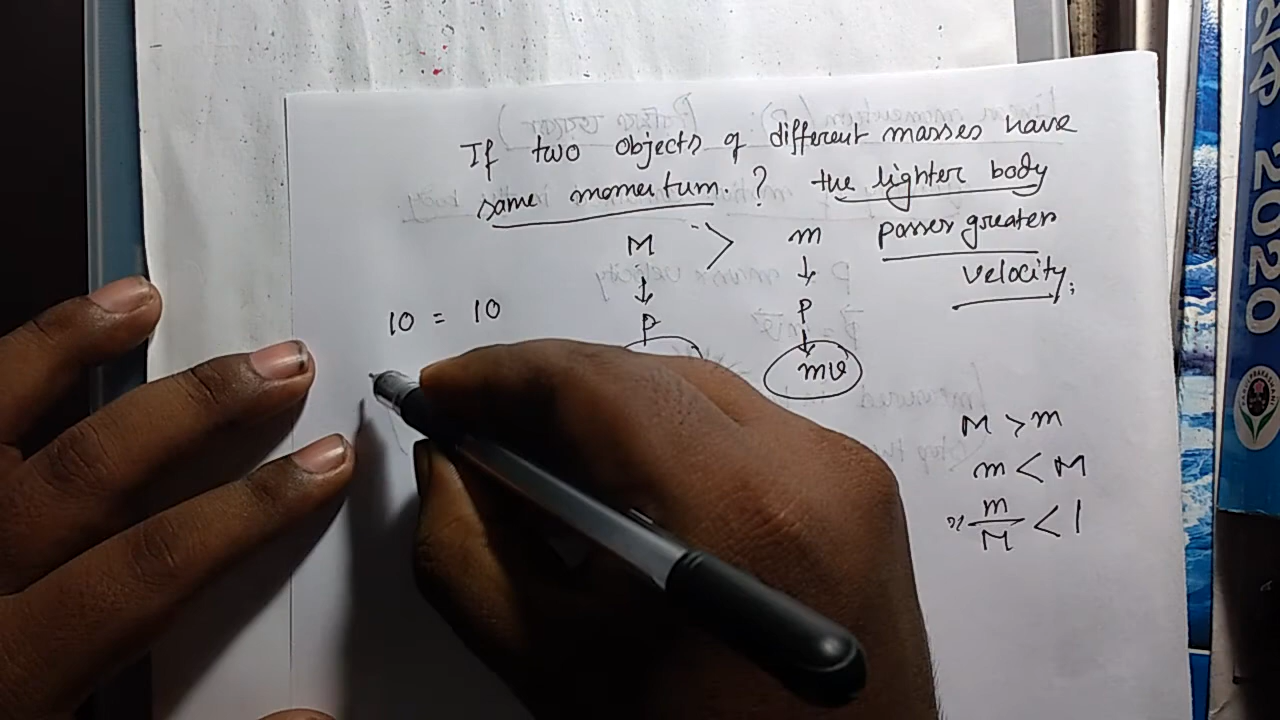 If two objects of different masses have
same momentum. ? the lighter body
posses greater
velocity,
M > m
↓ ↓
P P
↓
mv
10 = 10
M > m
m < M
m/M < 1
2020